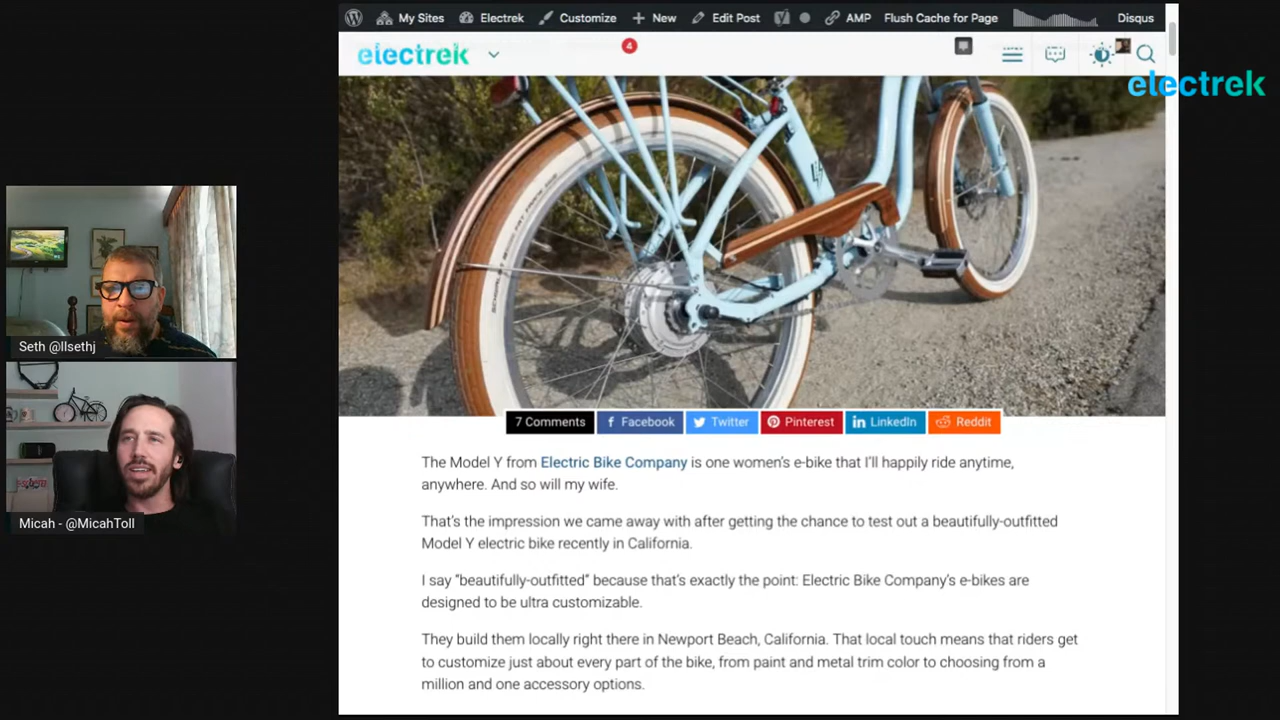 My Sites Electrek Customize New Edit Post AMP Flush Cache for Page Disqus
electrek
4
electrek
Seth @llsethj
Micah - @MicahToll
7 Comments Facebook Twitter Pinterest LinkedIn Reddit
The Model Y from Electric Bike Company is one women’s e-bike that I’ll happily ride anytime,
anywhere. And so will my wife.
That’s the impression we came away with after getting the chance to test out a beautifully-outfitted
Model Y electric bike recently in California.
I say “beautifully-outfitted” because that’s exactly the point: Electric Bike Company’s e-bikes are
designed to be ultra customizable.
They build them locally right there in Newport Beach, California. That local touch means that riders get
to customize just about every part of the bike, from paint and metal trim color to choosing from a
million and one accessory options.